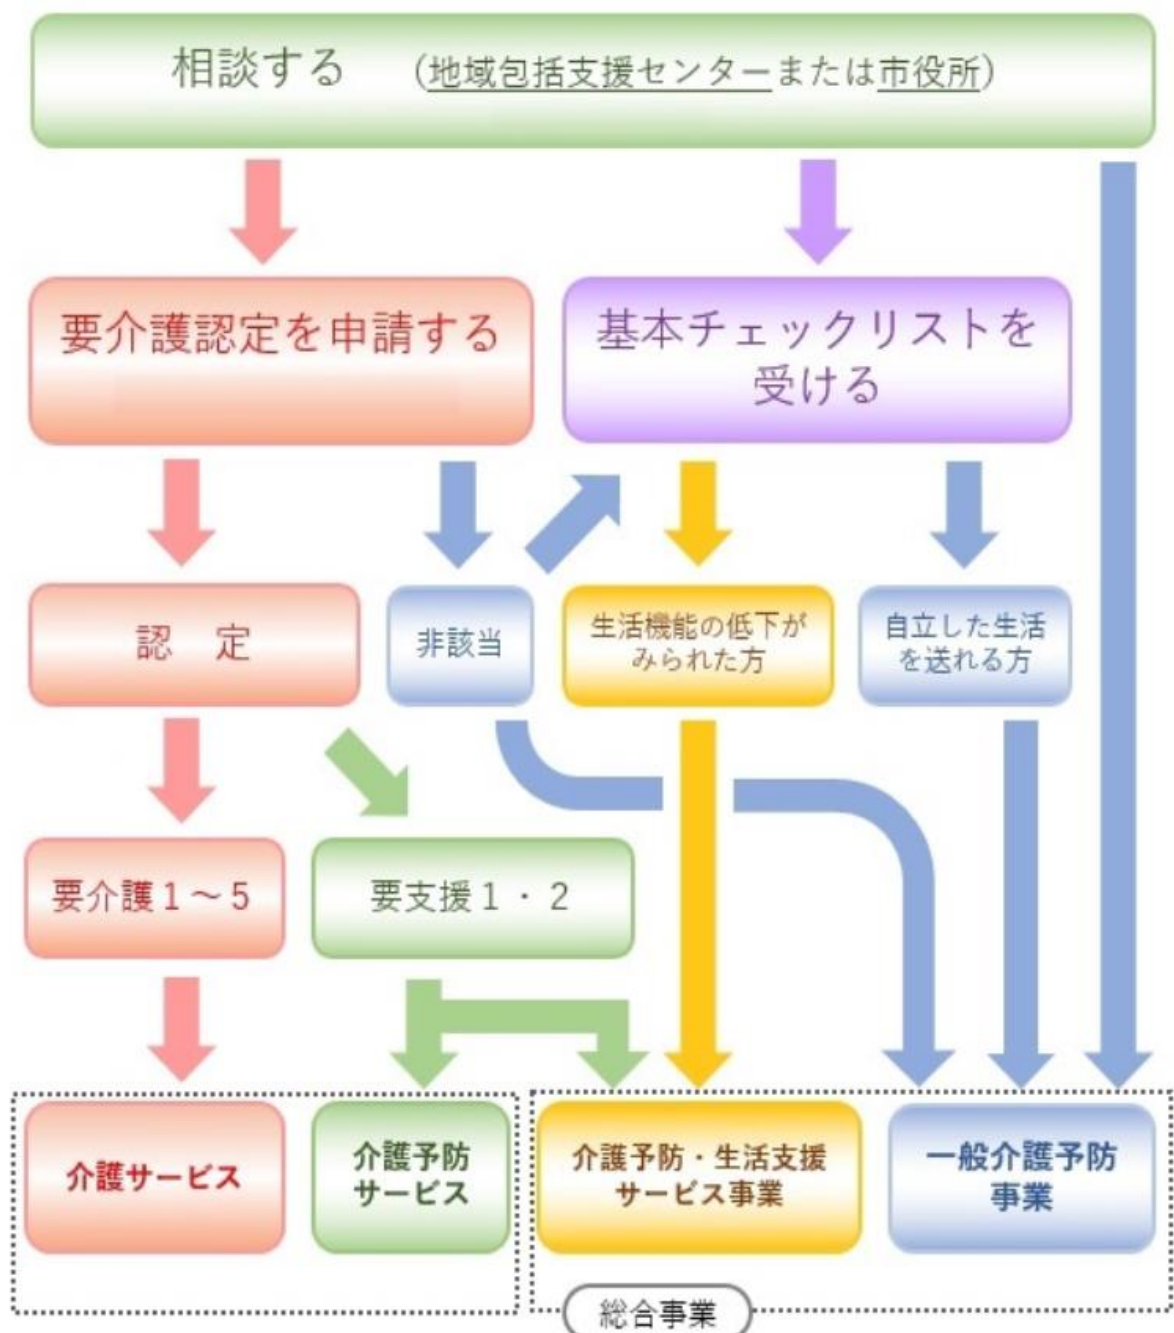 相談する （地域包括支援センターまたは市役所）
要介護認定を申請する
基本チェックリストを
受ける
認　定
非該当
生活機能の低下が
みられた方
自立した生活
を送れる方
要介護１～５
要支援１・２
介護サービス
介護予防
サービス
介護予防・生活支援
サービス事業
一般介護予防
事業
総合事業